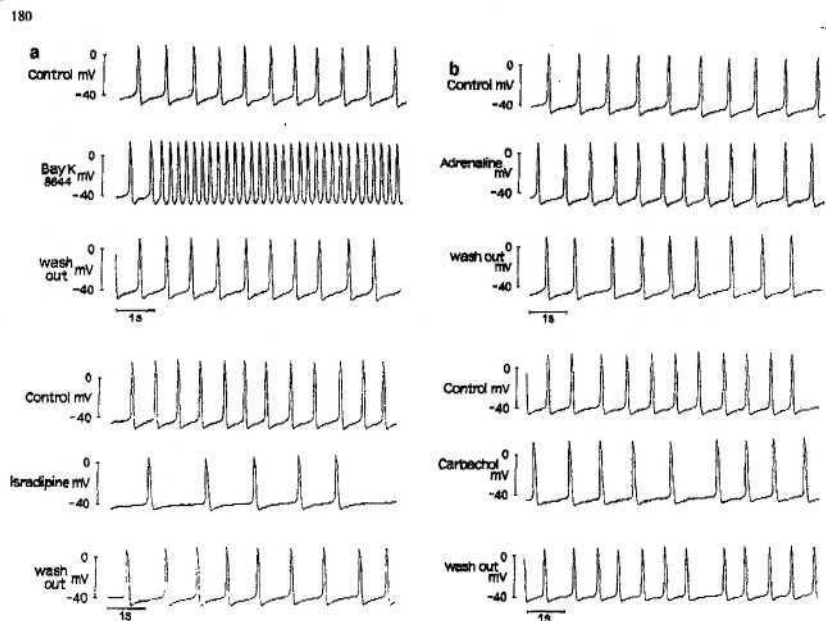 180
a
0
Control mV
-40
0
Bay K
8644 mV
-40
0
wash
out mV
-40
1s
0
Control mV
-40
0
Isradipine mV
-40
0
wash
out mV
-40
1s
b
0
Control mV
-40
0
Adrenaline
mV
-40
0
wash out
mV
-40
1s
0
Control mV
-40
0
Carbachol
mV
-40
0
wash out
mV
-40
1s